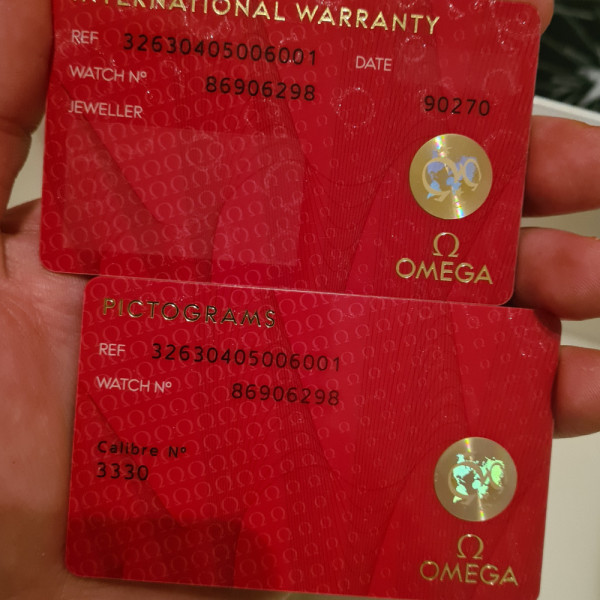 INTERNATIONAL WARRANTY
REF 32630405006001 DATE
WATCH Nº 86906298 90270
JEWELLER
Ω
OMEGA
PICTOGRAMS
REF 32630405006001
WATCH Nº 86906298
Calibre Nº
3330
Ω
OMEGA